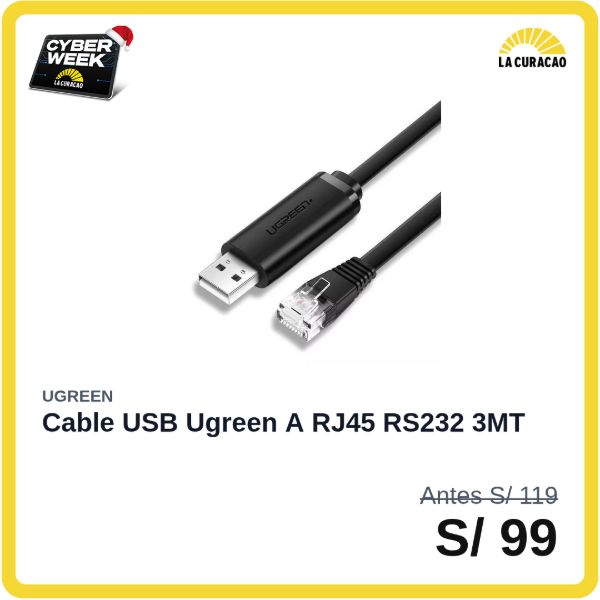 CYBER
WEEK
LA CURACAO
LA CURACAO
UGREEN
UGREEN
Cable USB Ugreen A RJ45 RS232 3MT
Antes S/ 119
S/ 99